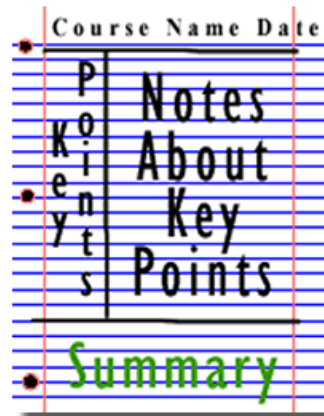 Course Name Date
Key Points
Notes
About
Key
Points
Summary